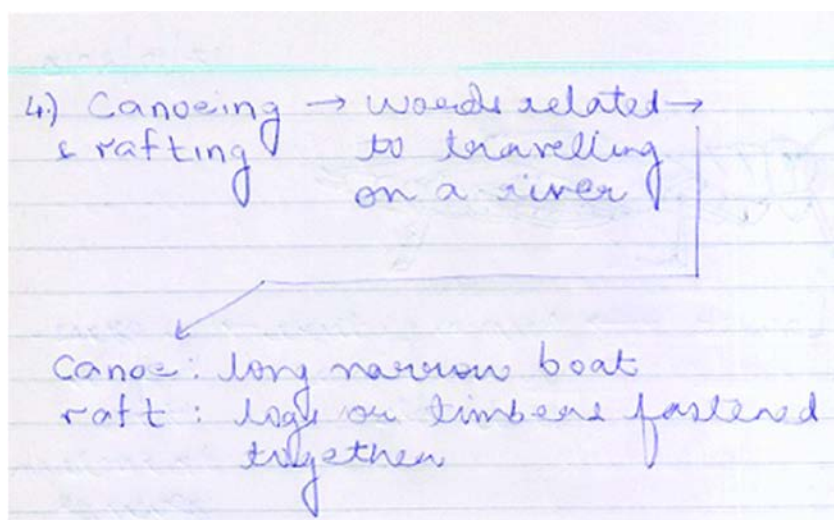 4.) Canoeing → words related →
& rafting to travelling
on a river
canoe: long narrow boat
raft : logs or timbers fastened
together